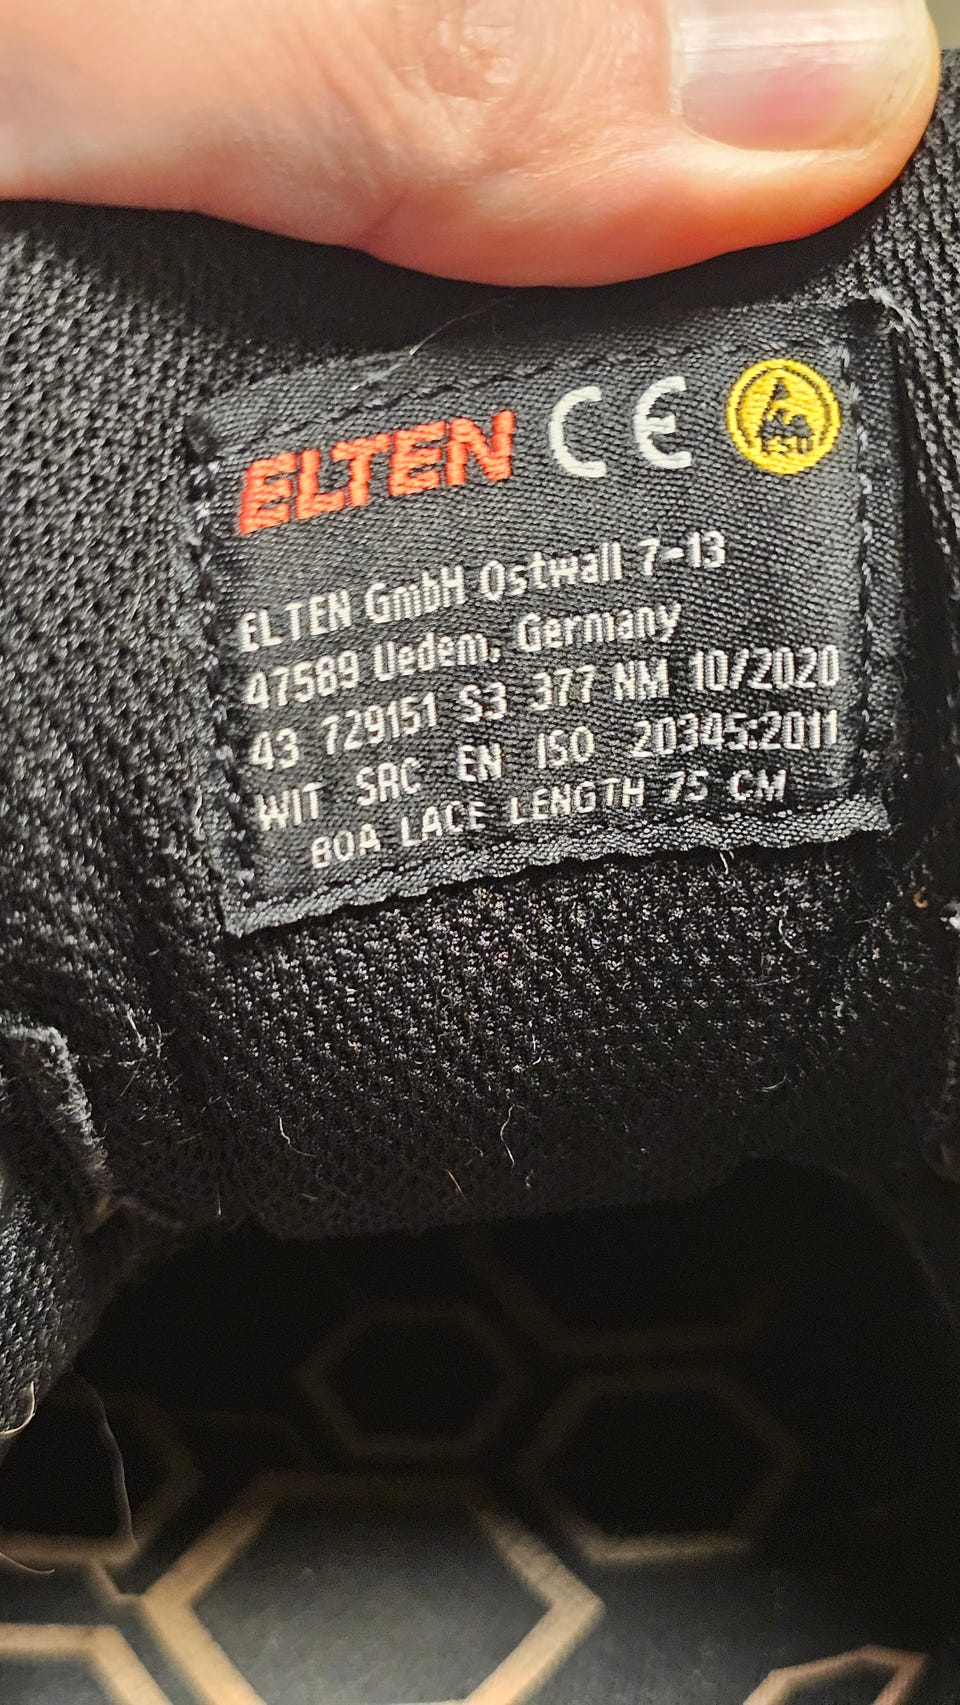 ELTEN CE ESD
ELTEN GmbH Ostwall 7-13
47589 Uedem, Germany
43 729151 S3 377 NM 10/2020
WIT SRC EN ISO 20345:2011
BOA LACE LENGTH 75 CM